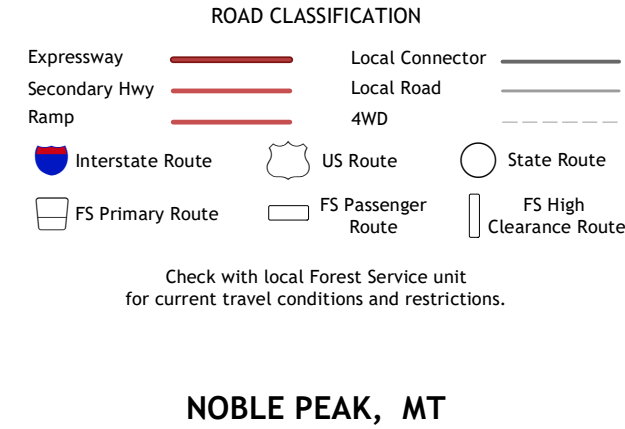 ROAD CLASSIFICATION
Expressway
Local Connector
Secondary Hwy
Local Road
Ramp
4WD
Interstate Route
US Route
State Route
FS Primary Route
FS Passenger
Route
FS High
Clearance Route
Check with local Forest Service unit
for current travel conditions and restrictions.
NOBLE PEAK, MT